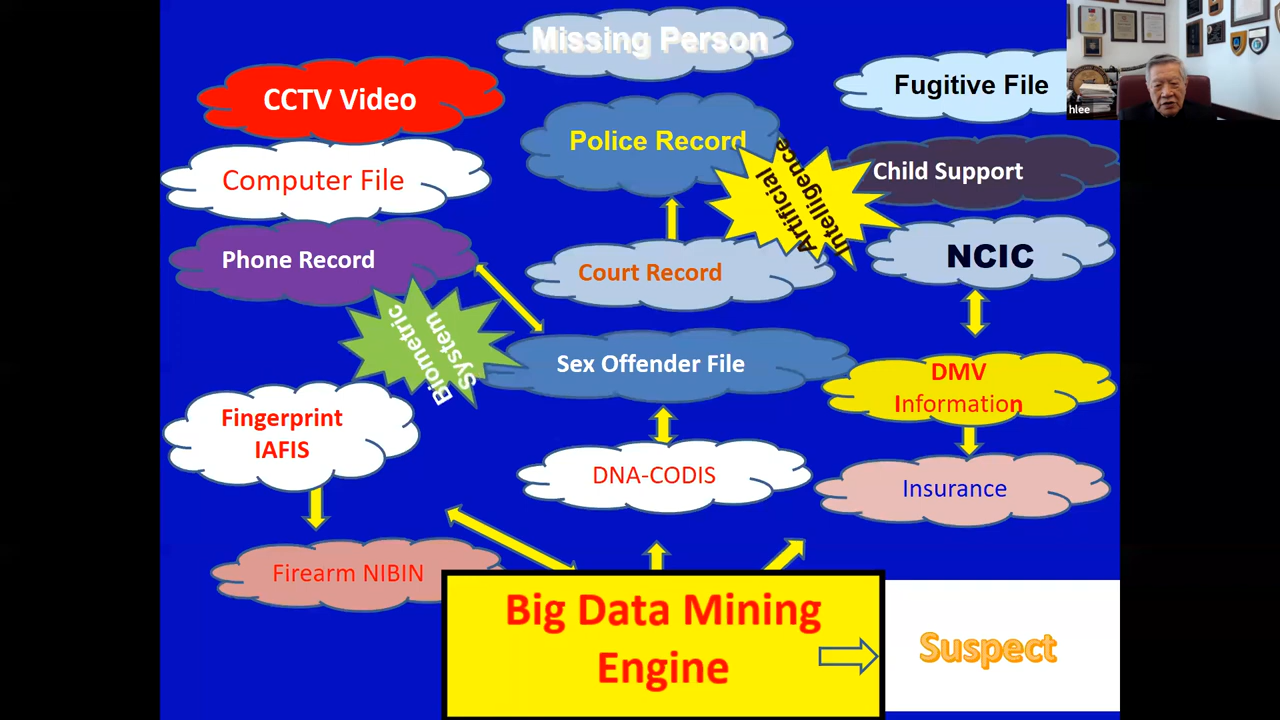 Missing Person
CCTV Video
Fugitive File
hlee
Police Record
Computer File
Artificial
Intelligence
Child Support
Phone Record
Court Record
NCIC
Biometric
System
Sex Offender File
DMV
Information
Fingerprint
IAFIS
DNA-CODIS
Insurance
Firearm NIBIN
Big Data Mining
Engine
Suspect